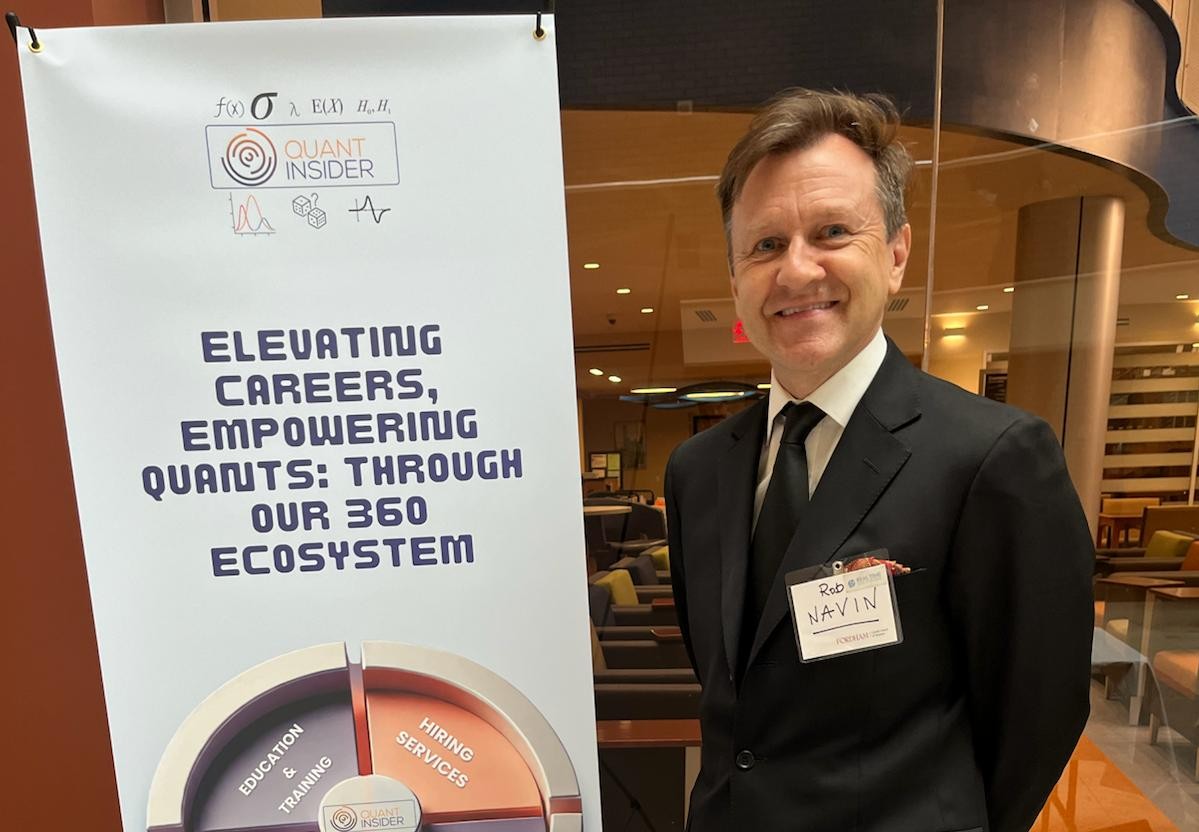 f(x) σ λ E(X) H₀,H₁
QUANT
INSIDER
ELEVATING
CAREERS,
EMPOWERING
QUANTS: THROUGH
OUR 360
ECOSYSTEM
EDUCATION
&
TRAINING
HIRING
SERVICES
QUANT
INSIDER
Rob
NAVIN
FORDHAM